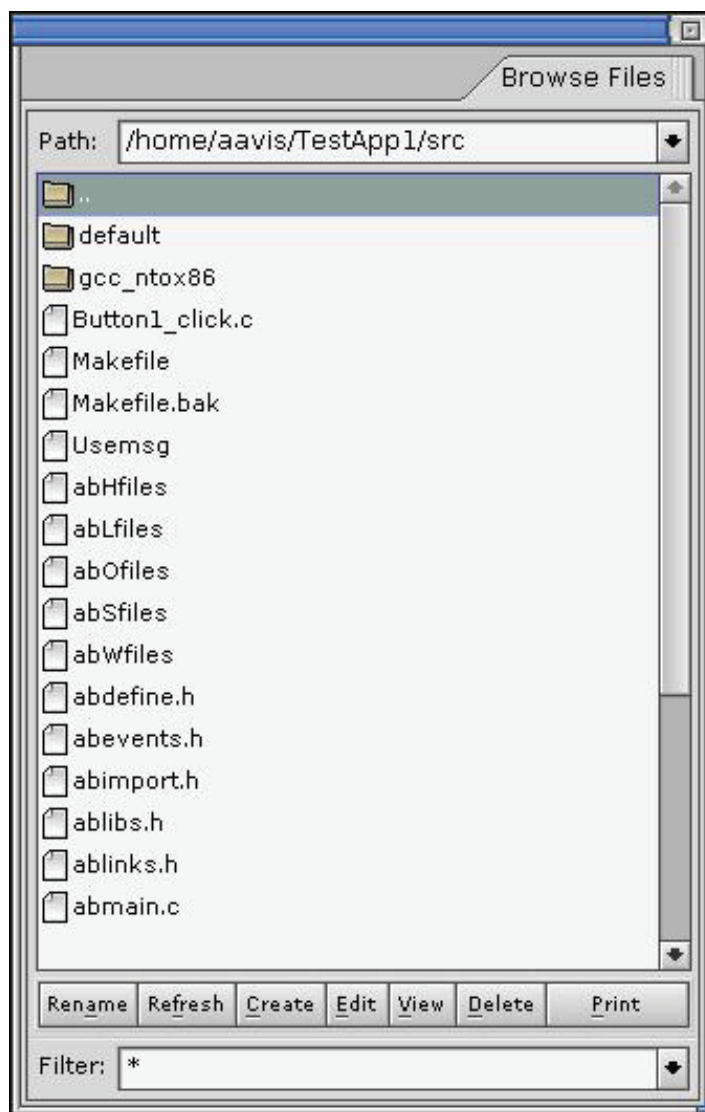 Browse Files
Path: /home/aavis/TestApp1/src
..
default
gcc_ntox86
Button1_click.c
Makefile
Makefile.bak
Usemsg
abHfiles
abLfiles
abOfiles
abSfiles
abWfiles
abdefine.h
abevents.h
abimport.h
ablibs.h
ablinks.h
abmain.c
Rename Refresh Create Edit View Delete Print
Filter: *